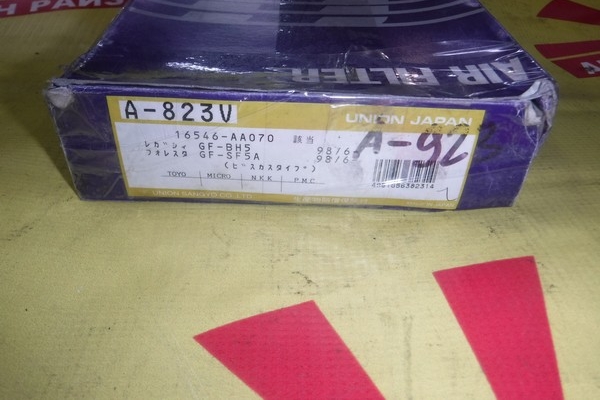 AIR FILTER
A-823V
UNION JAPAN
16546-AA070 該当
レガシィ GF-BH5 98/6
フォレスタ GF-SF5A 98/6
(ビスカスタイプ)
A-92
TOYO MICRO NKK P.M.C
UNION SANGYO CO.,LTD